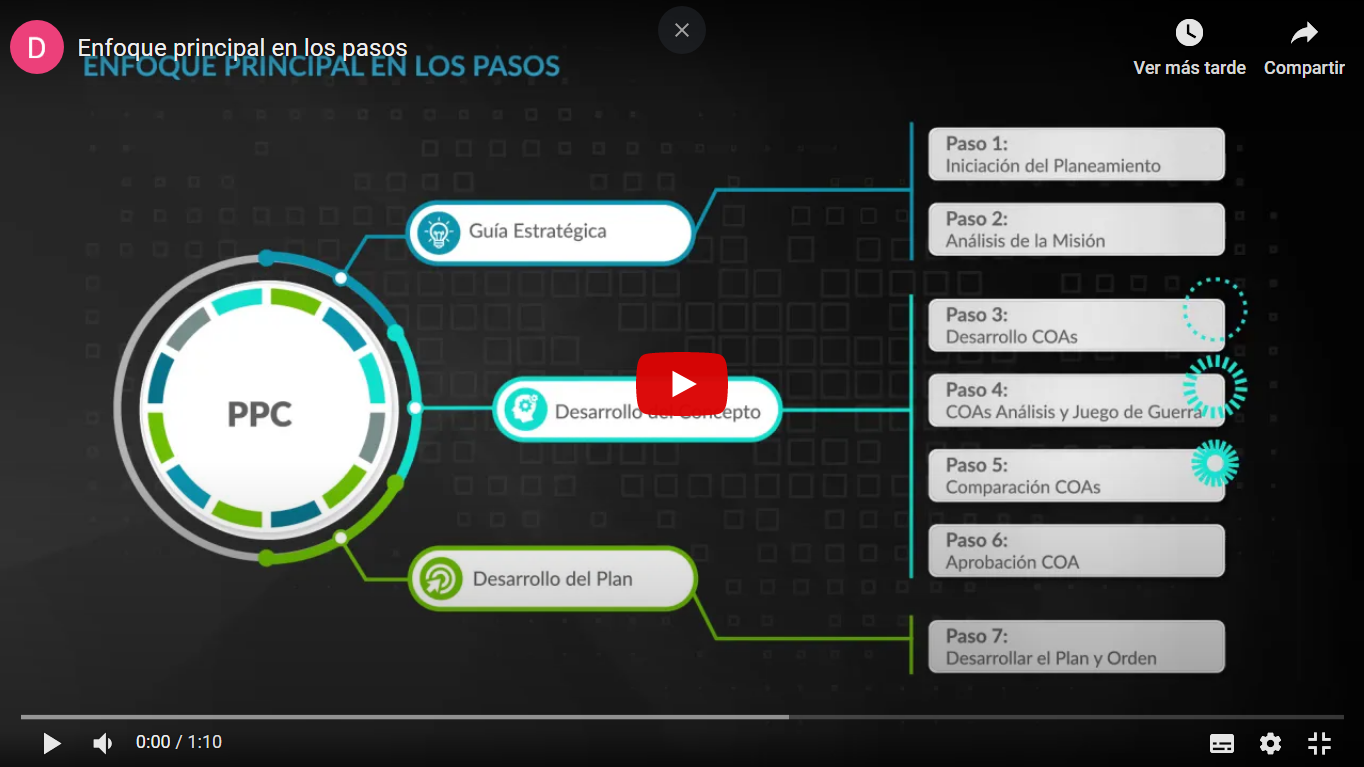 D
Enfoque principal en los pasos
ENFOQUE PRINCIPAL EN LOS PASOS
Ver más tarde
Compartir
Paso 1:
Iniciación del Planeamiento
Paso 2:
Análisis de la Misión
Guía Estratégica
Paso 3:
Desarrollo COAs
Paso 4:
COAs Análisis y Juego de Guerra
PPC
Desarrollo del Concepto
Paso 5:
Comparación COAs
Paso 6:
Aprobación COA
Desarrollo del Plan
Paso 7:
Desarrollar el Plan y Orden
0:00 / 1:10